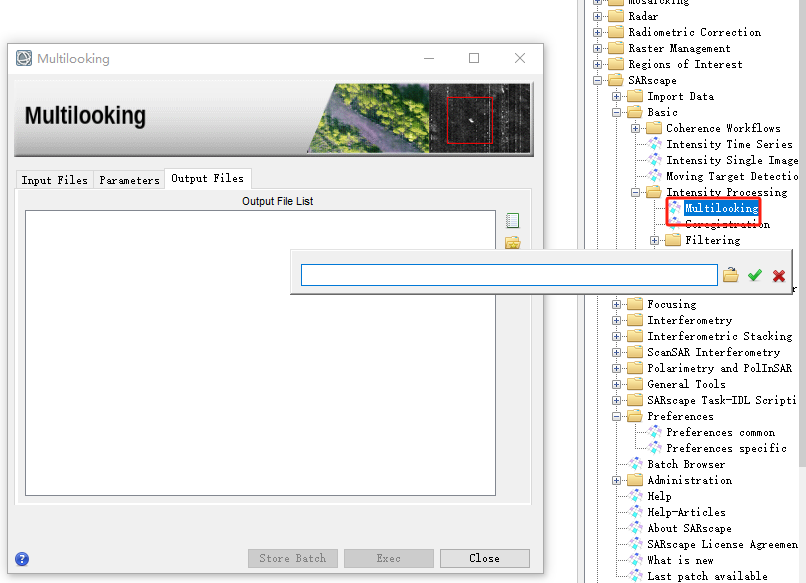 Multilooking
Multilooking
Input Files
Parameters
Output Files
Output File List
Store Batch
Exec
Close
Radar
Radiometric Correction
Raster Management
Regions of Interest
SARscape
Import Data
Basic
Coherence Workflows
Intensity Time Series
Intensity Single Image
Moving Target Detectio
Intensity Processing
Multilooking
Coregistration
Filtering
Focusing
Interferometry
Interferometric Stacking
ScanSAR Interferometry
Polarimetry and PolInSAR
General Tools
SARscape Task-IDL Scripti
Preferences
Preferences common
Preferences specific
Batch Browser
Administration
Help
Help-Articles
About SARscape
SARscape License Agreemen
What is new
Last patch available